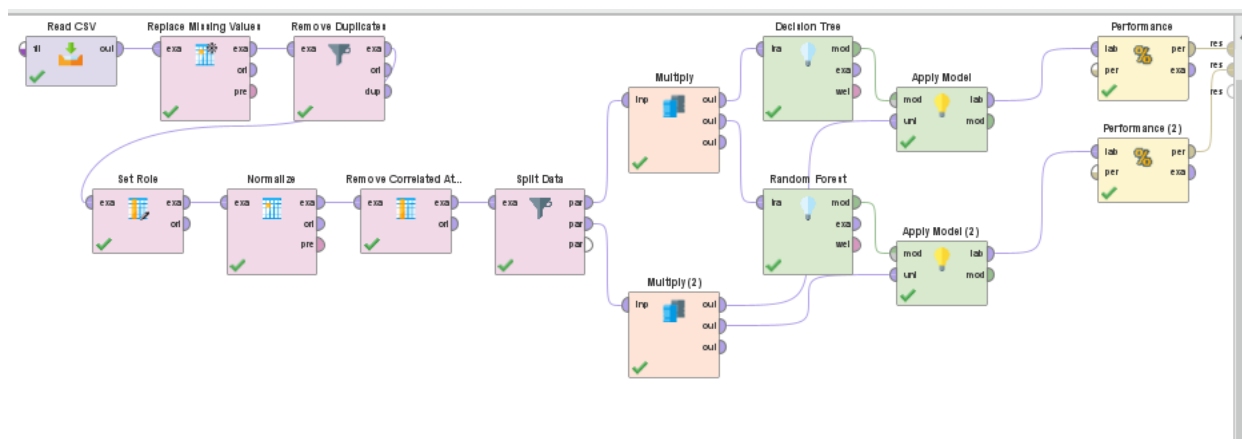 Read CSV
Replace Missing Values
Remove Duplicates
fil
out
exa
exa
ori
pre
exa
exa
ori
dup
Set Role
Normalize
Remove Correlated At...
Split Data
exa
exa
ori
exa
exa
ori
pre
exa
exa
ori
exa
par
par
par
Multiply
inp
out
out
out
Multiply (2)
inp
out
out
out
Decision Tree
tra
mod
exa
wei
Random Forest
tra
mod
exa
wei
Apply Model
mod
unl
lab
mod
Apply Model (2)
mod
unl
lab
mod
Performance
lab
per
per
exa
Performance (2)
lab
per
per
exa
res
res
res